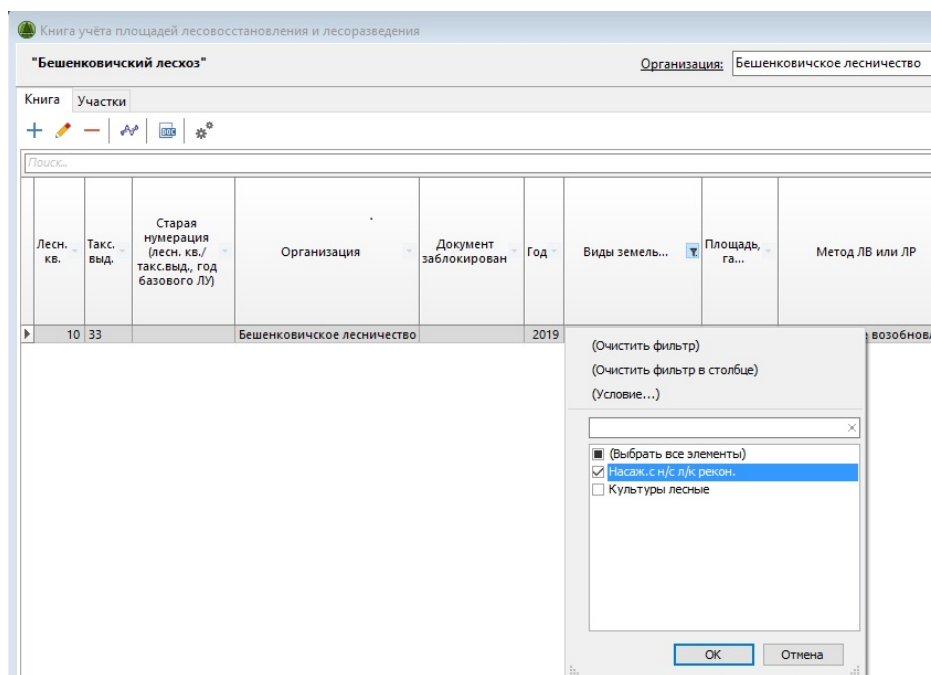 Книга учёта площадей лесовосстановления и лесоразведения
"Бешенковичский лесхоз"
Организация: Бешенковичское лесничество
Книга Участки
DOC
Поиск...
Лесн. кв.
Такс. выд.
Старая нумерация (лесн. кв./ такс.выд., год базового ЛУ)
Организация
Документ заблокирован
Год
Виды земель...
Площадь, га...
Метод ЛВ или ЛР
10 33 Бешенковичское лесничество 2019 возобновл
(Очистить фильтр)
(Очистить фильтр в столбце)
(Условие...)
(Выбрать все элементы)
Насаж.с н/с л/к рекон.
Культуры лесные
OK Отмена